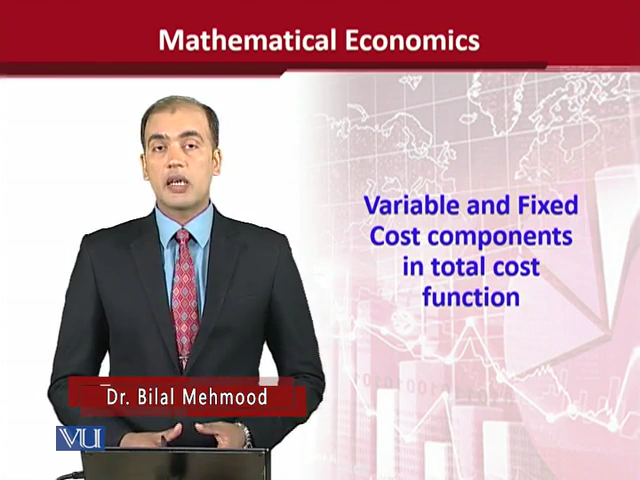 Mathematical Economics
Variable and Fixed
Cost components
in total cost
function
Dr. Bilal Mehmood
VU